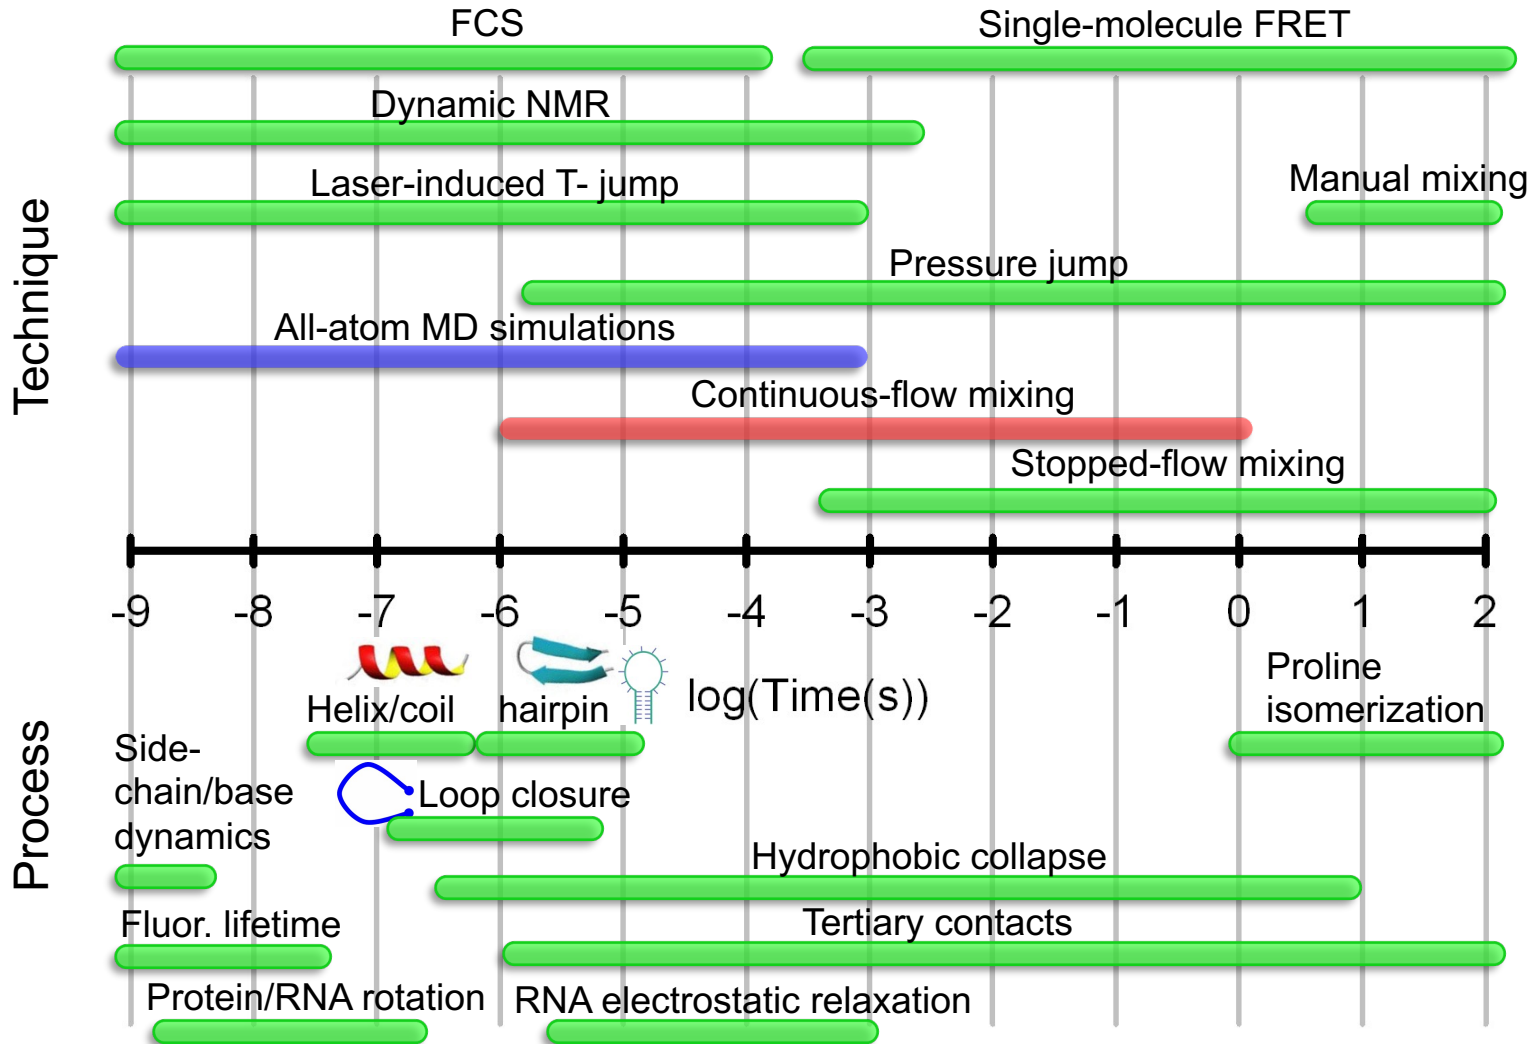 FCS
Single-molecule FRET
Dynamic NMR
Laser-induced T- jump
Manual mixing
Pressure jump
All-atom MD simulations
Continuous-flow mixing
Stopped-flow mixing
Technique
-9 -8 -7 -6 -5 -4 -3 -2 -1 0 1 2
log(Time(s))
Process
Helix/coil
hairpin
Proline
isomerization
Side-
chain/base
dynamics
Loop closure
Hydrophobic collapse
Fluor. lifetime
Tertiary contacts
Protein/RNA rotation
RNA electrostatic relaxation